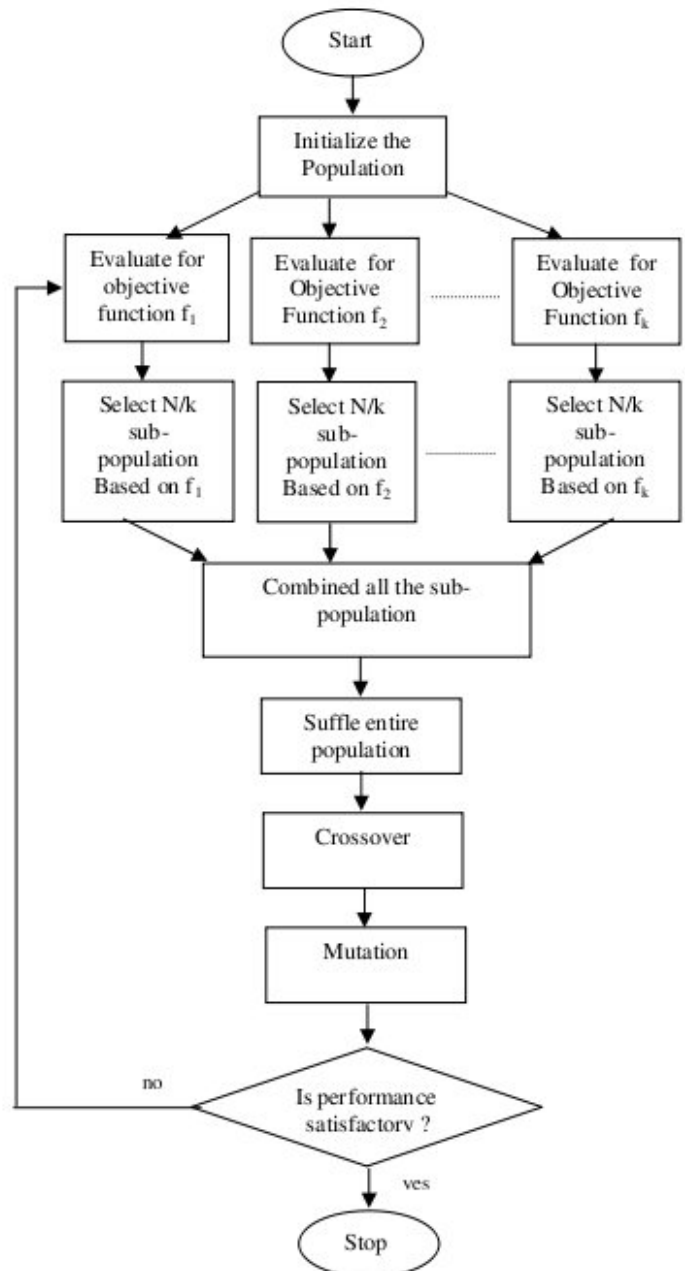 Start
Initialize the
Population
Evaluate for
objective
function f₁
Evaluate for
Objective
Function f₂
Evaluate for
Objective
Function fₖ
Select N/k
sub-
population
Based on f₁
Select N/k
sub-
population
Based on f₂
Select N/k
sub-
population
Based on fₖ
Combined all the sub-
population
Suffle entire
population
Crossover
Mutation
no
Is performance
satisfactory ?
yes
Stop